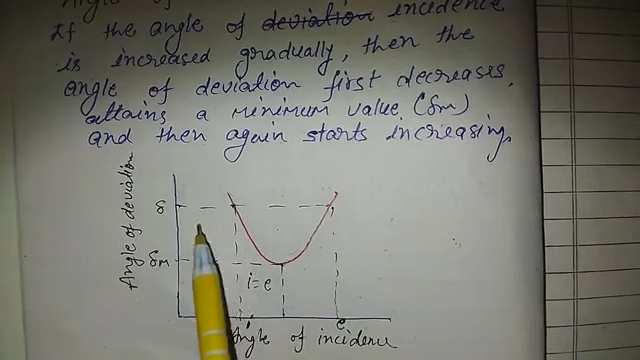 If the angle of deviation incidence
is increased gradually, then the
angle of deviation first decreases,
attains a minimum value (δm)
and then again starts increasing.
Angle of deviation
δ
δm
i=e
i
e
Angle of incidence